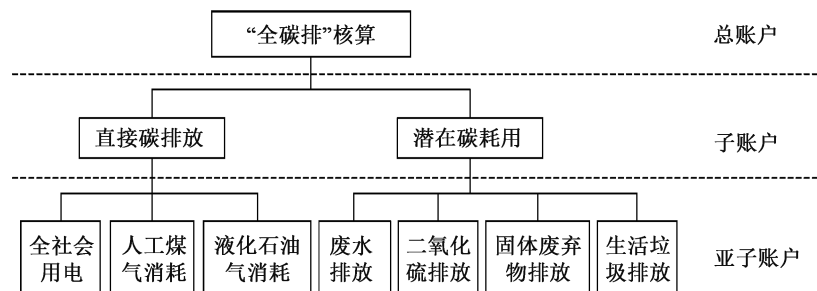 “全碳排”核算
总账户
直接碳排放
潜在碳耗用
子账户
全社会
用电
人工煤
气消耗
液化石油
气消耗
废水
排放
二氧化
硫排放
固体废弃
物排放
生活垃
圾排放
亚子账户